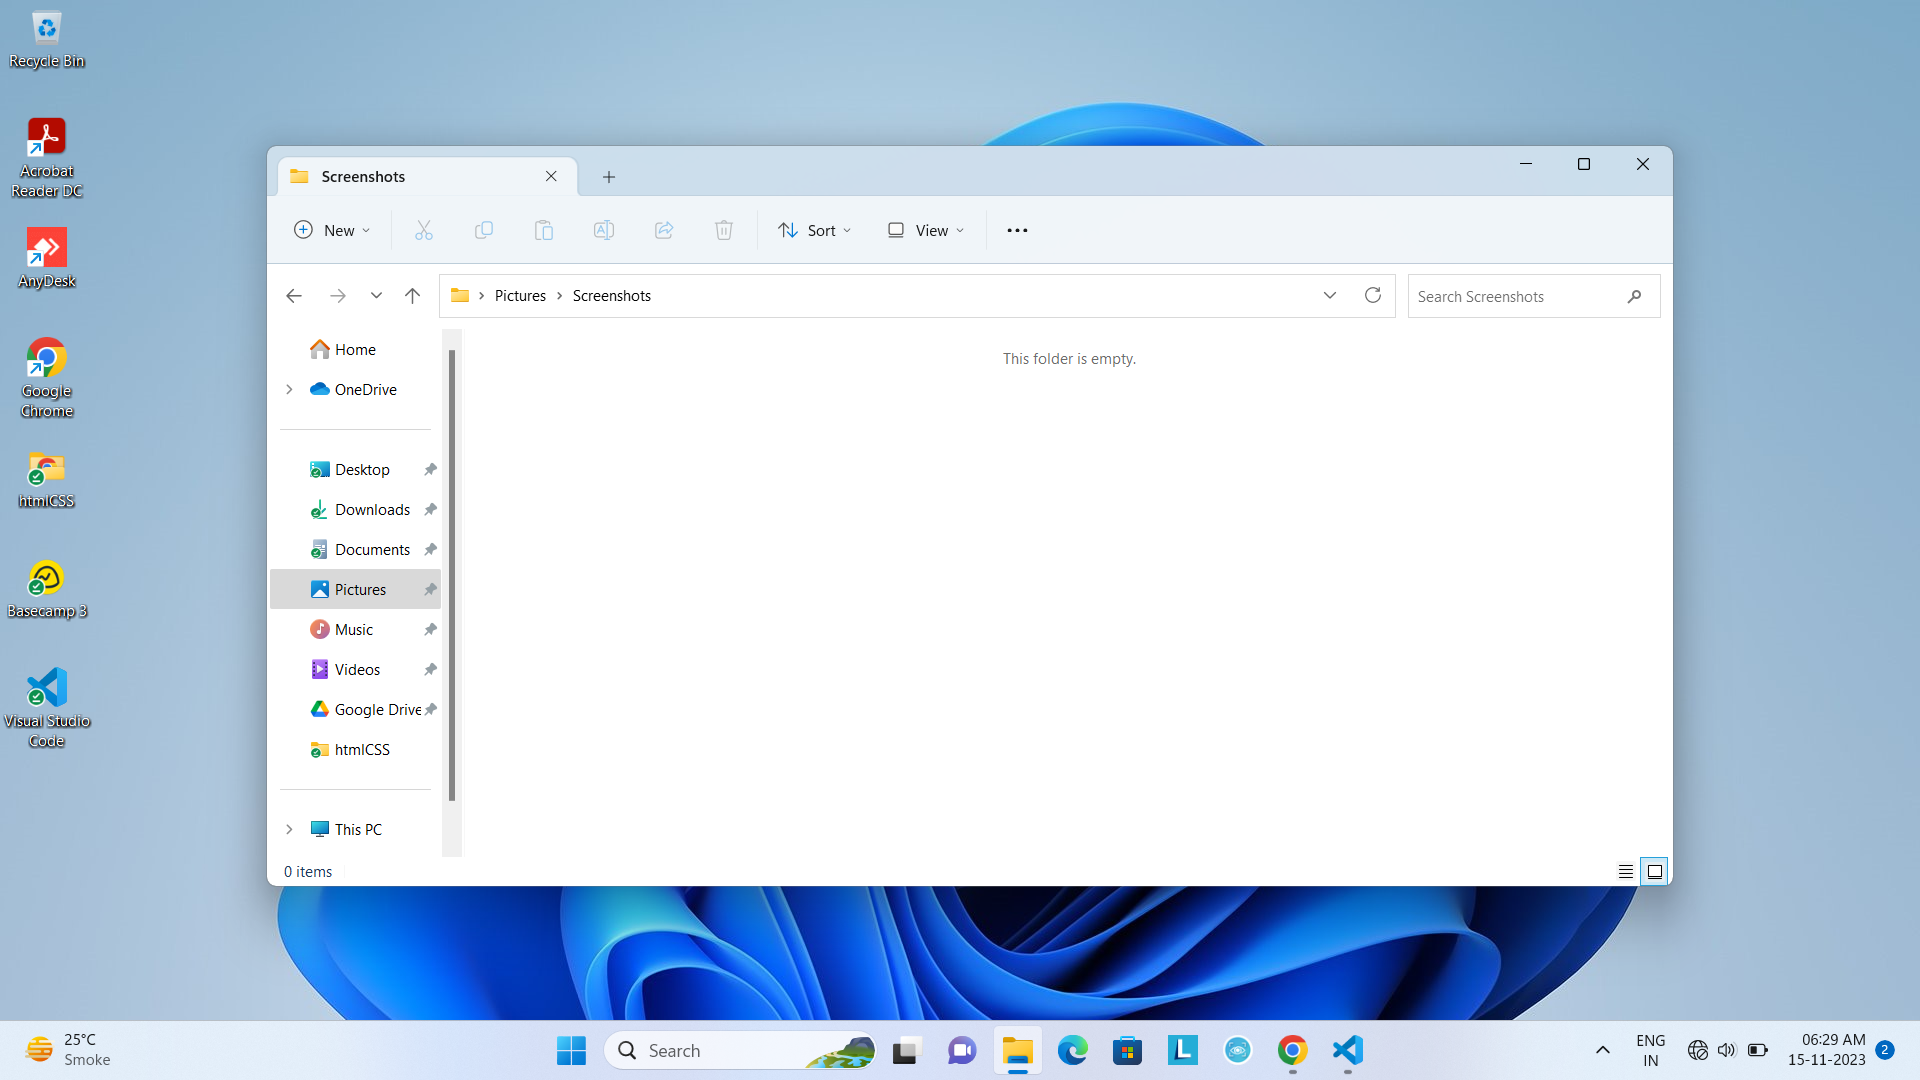 Recycle Bin
Acrobat
Reader DC
AnyDesk
Google
Chrome
htmlCSS
Basecamp 3
Visual Studio
Code
Screenshots
New
Sort
View
Pictures
Screenshots
Search Screenshots
Home
OneDrive
Desktop
Downloads
Documents
Pictures
Music
Videos
Google Drive
htmlCSS
This PC
This folder is empty.
0 items
25°C
Smoke
Search
ENG
IN
06:29 AM
15-11-2023
2